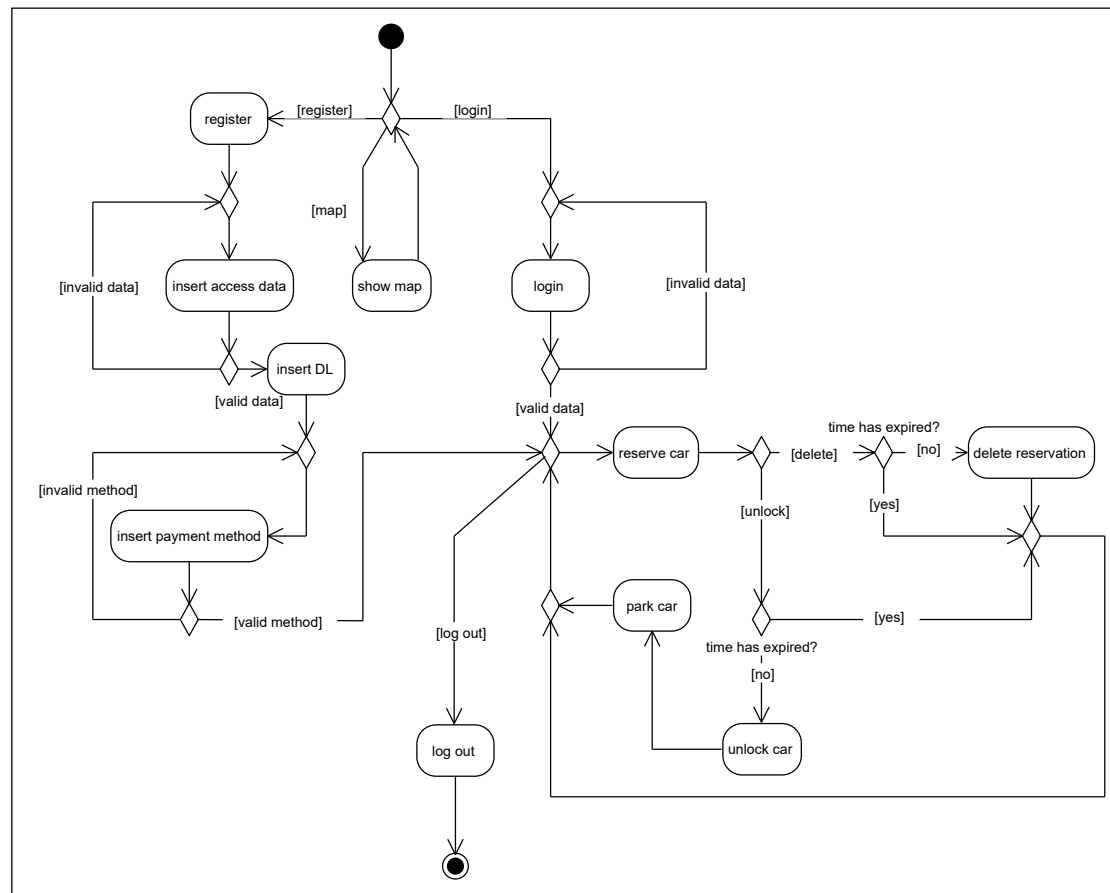 [register]
[login]
register
[map]
insert access data
show map
login
[invalid data]
[invalid data]
insert DL
[valid data]
[valid data]
time has expired?
reserve car
[delete]
[no]
delete reservation
[invalid method]
[yes]
[unlock]
insert payment method
park car
[valid method]
[yes]
[log out]
time has expired?
[no]
log out
unlock car